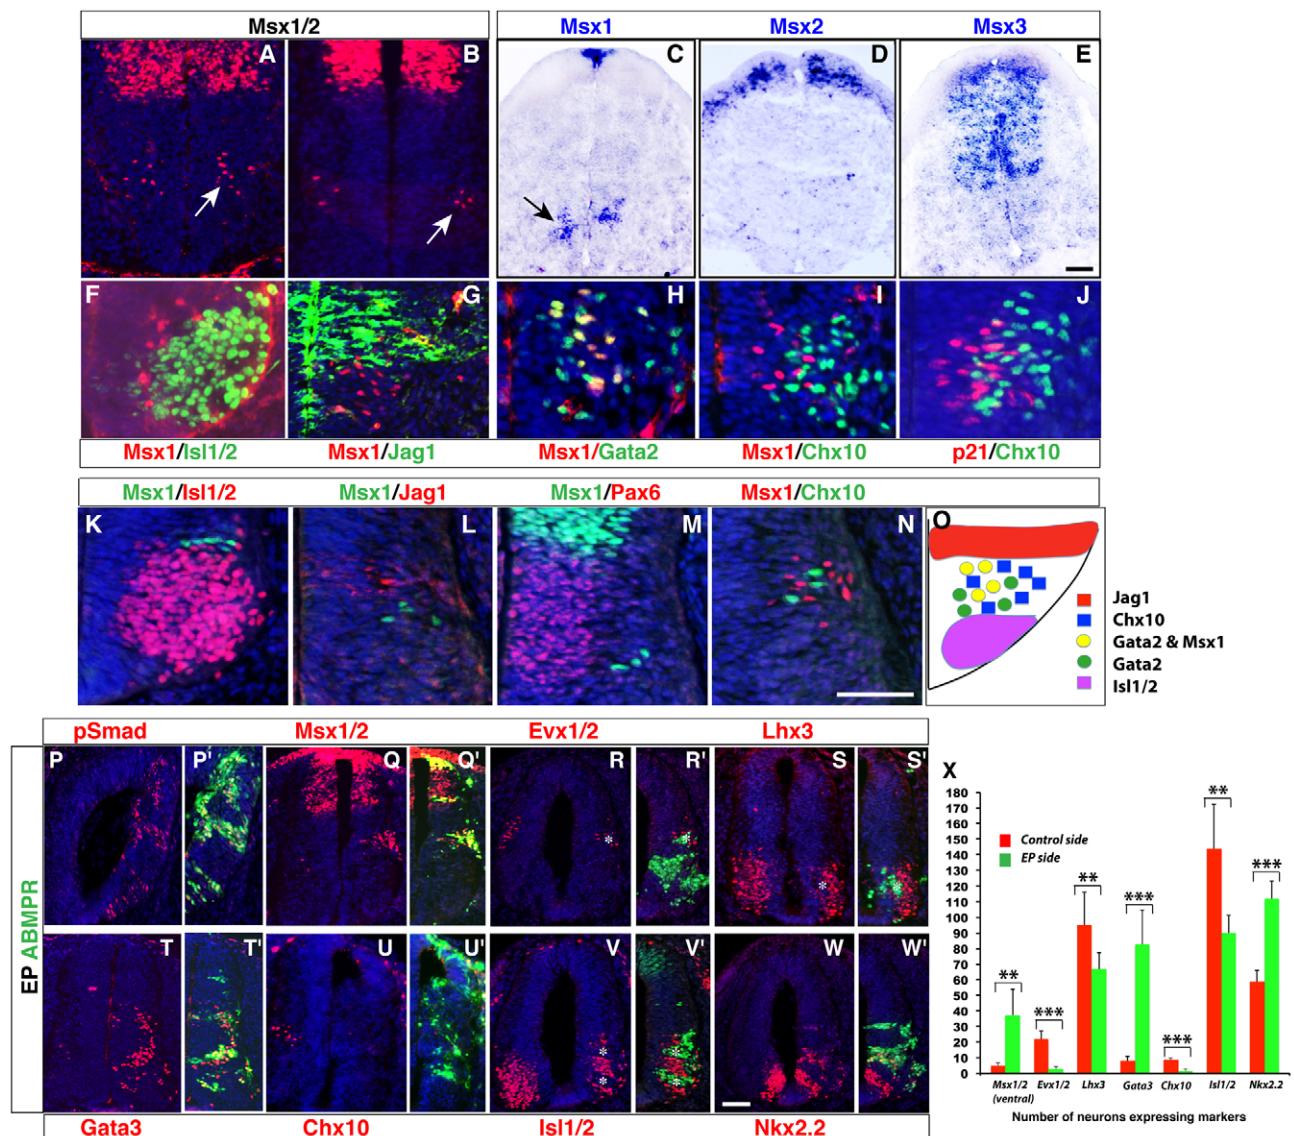 Msx1/2 Msx1 Msx2 Msx3
A B C D E
F G H I J
Msx1/Isl1/2 Msx1/Jag1 Msx1/Gata2 Msx1/Chx10 p21/Chx10
Msx1/Isl1/2 Msx1/Jag1 Msx1/Pax6 Msx1/Chx10
K L M N O
Jag1
Chx10
Gata2 & Msx1
Gata2
Isl1/2
pSmad Msx1/2 Evx1/2 Lhx3
P P' Q Q' R R' S S'
*
*
*
*
EP ABMPR
T T' U U' V V' W W'
*
*
*
*
Gata3 Chx10 Isl1/2 Nkx2.2
X
180
170
160
150
140
130
120
110
100
90
80
70
60
50
40
30
20
10
0
Control side
EP side
** *** ** *** *** ** ***
Msx1/2 Evx1/2 Lhx3 Gata3 Chx10 Isl1/2 Nkx2.2
(ventral)
Number of neurons expressing markers